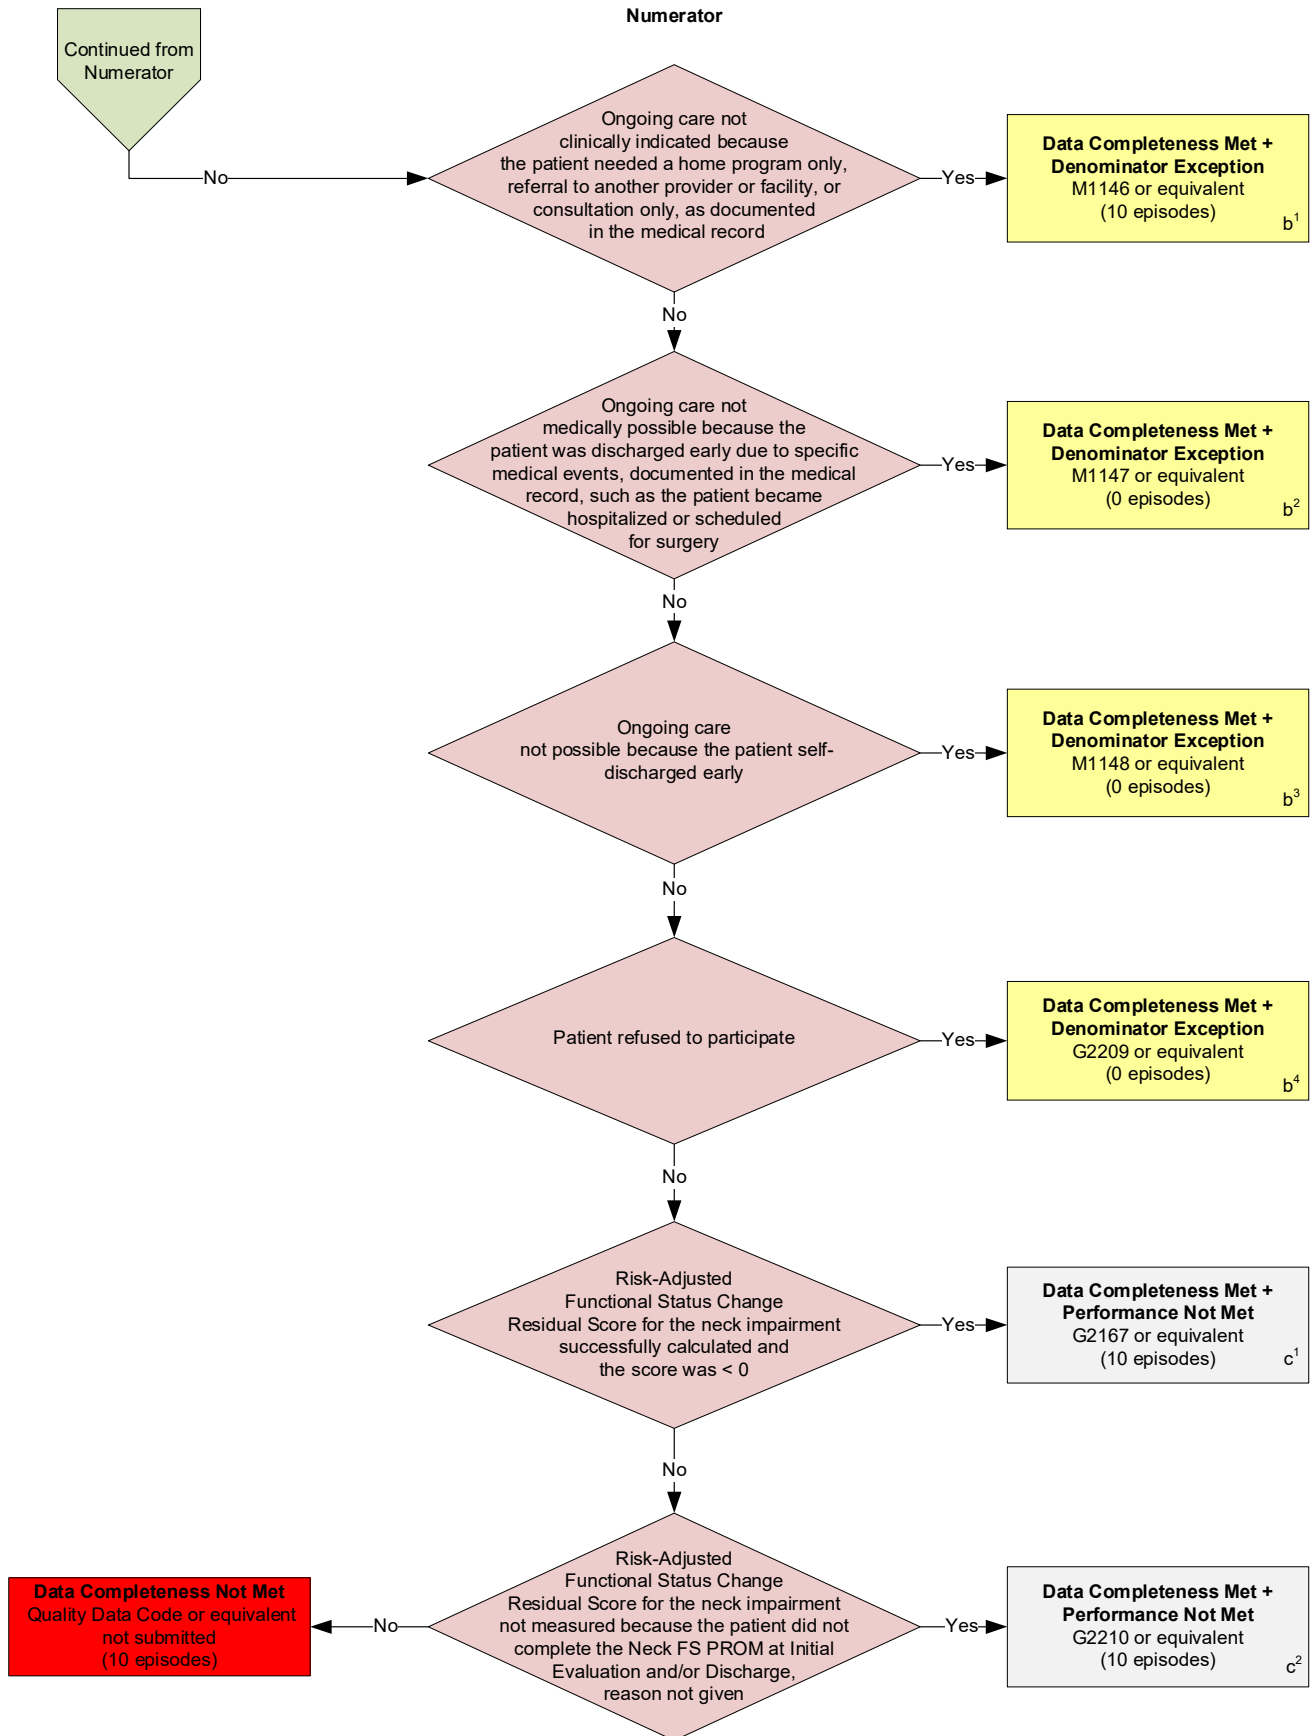 Numerator
Continued from
Numerator
No
Ongoing care not
clinically indicated because
the patient needed a home program only,
referral to another provider or facility, or
consultation only, as documented
in the medical record
Yes
Data Completeness Met +
Denominator Exception
M1146 or equivalent
(10 episodes)
b1
No
Ongoing care not
medically possible because the
patient was discharged early due to specific
medical events, documented in the medical
record, such as the patient became
hospitalized or scheduled
for surgery
Yes
Data Completeness Met +
Denominator Exception
M1147 or equivalent
(0 episodes)
b2
No
Ongoing care
not possible because the patient self-
discharged early
Yes
Data Completeness Met +
Denominator Exception
M1148 or equivalent
(0 episodes)
b3
No
Patient refused to participate
Yes
Data Completeness Met +
Denominator Exception
G2209 or equivalent
(0 episodes)
b4
No
Risk-Adjusted
Functional Status Change
Residual Score for the neck impairment
successfully calculated and
the score was < 0
Yes
Data Completeness Met +
Performance Not Met
G2167 or equivalent
(10 episodes)
c1
No
Risk-Adjusted
Functional Status Change
Residual Score for the neck impairment
not measured because the patient did not
complete the Neck FS PROM at Initial
Evaluation and/or Discharge,
reason not given
Yes
Data Completeness Met +
Performance Not Met
G2210 or equivalent
(10 episodes)
c2
No
Data Completeness Not Met
Quality Data Code or equivalent
not submitted
(10 episodes)